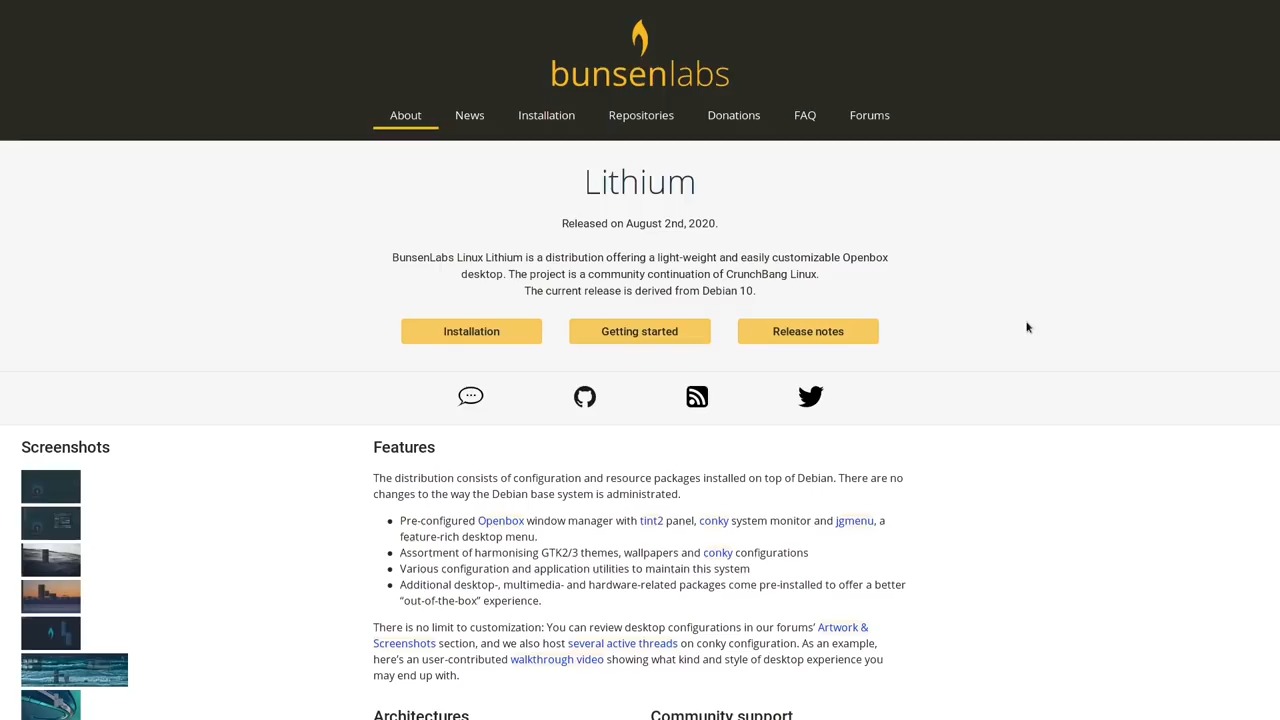 bunsenlabs
About News Installation Repositories Donations FAQ Forums
Lithium
Released on August 2nd, 2020.
BunsenLabs Linux Lithium is a distribution offering a light-weight and easily customizable Openbox
desktop. The project is a community continuation of CrunchBang Linux.
The current release is derived from Debian 10.
Installation Getting started Release notes
Screenshots
Features
The distribution consists of configuration and resource packages installed on top of Debian. There are no
changes to the way the Debian base system is administrated.
Pre-configured Openbox window manager with tint2 panel, conky system monitor and jgmenu, a
feature-rich desktop menu.
Assortment of harmonising GTK2/3 themes, wallpapers and conky configurations
Various configuration and application utilities to maintain this system
Additional desktop-, multimedia- and hardware-related packages come pre-installed to offer a better
“out-of-the-box” experience.
There is no limit to customization: You can review desktop configurations in our forums’ Artwork &
Screenshots section, and we also host several active threads on conky configuration. As an example,
here’s an user-contributed walkthrough video showing what kind and style of desktop experience you
may end up with.
Architectures
Community support